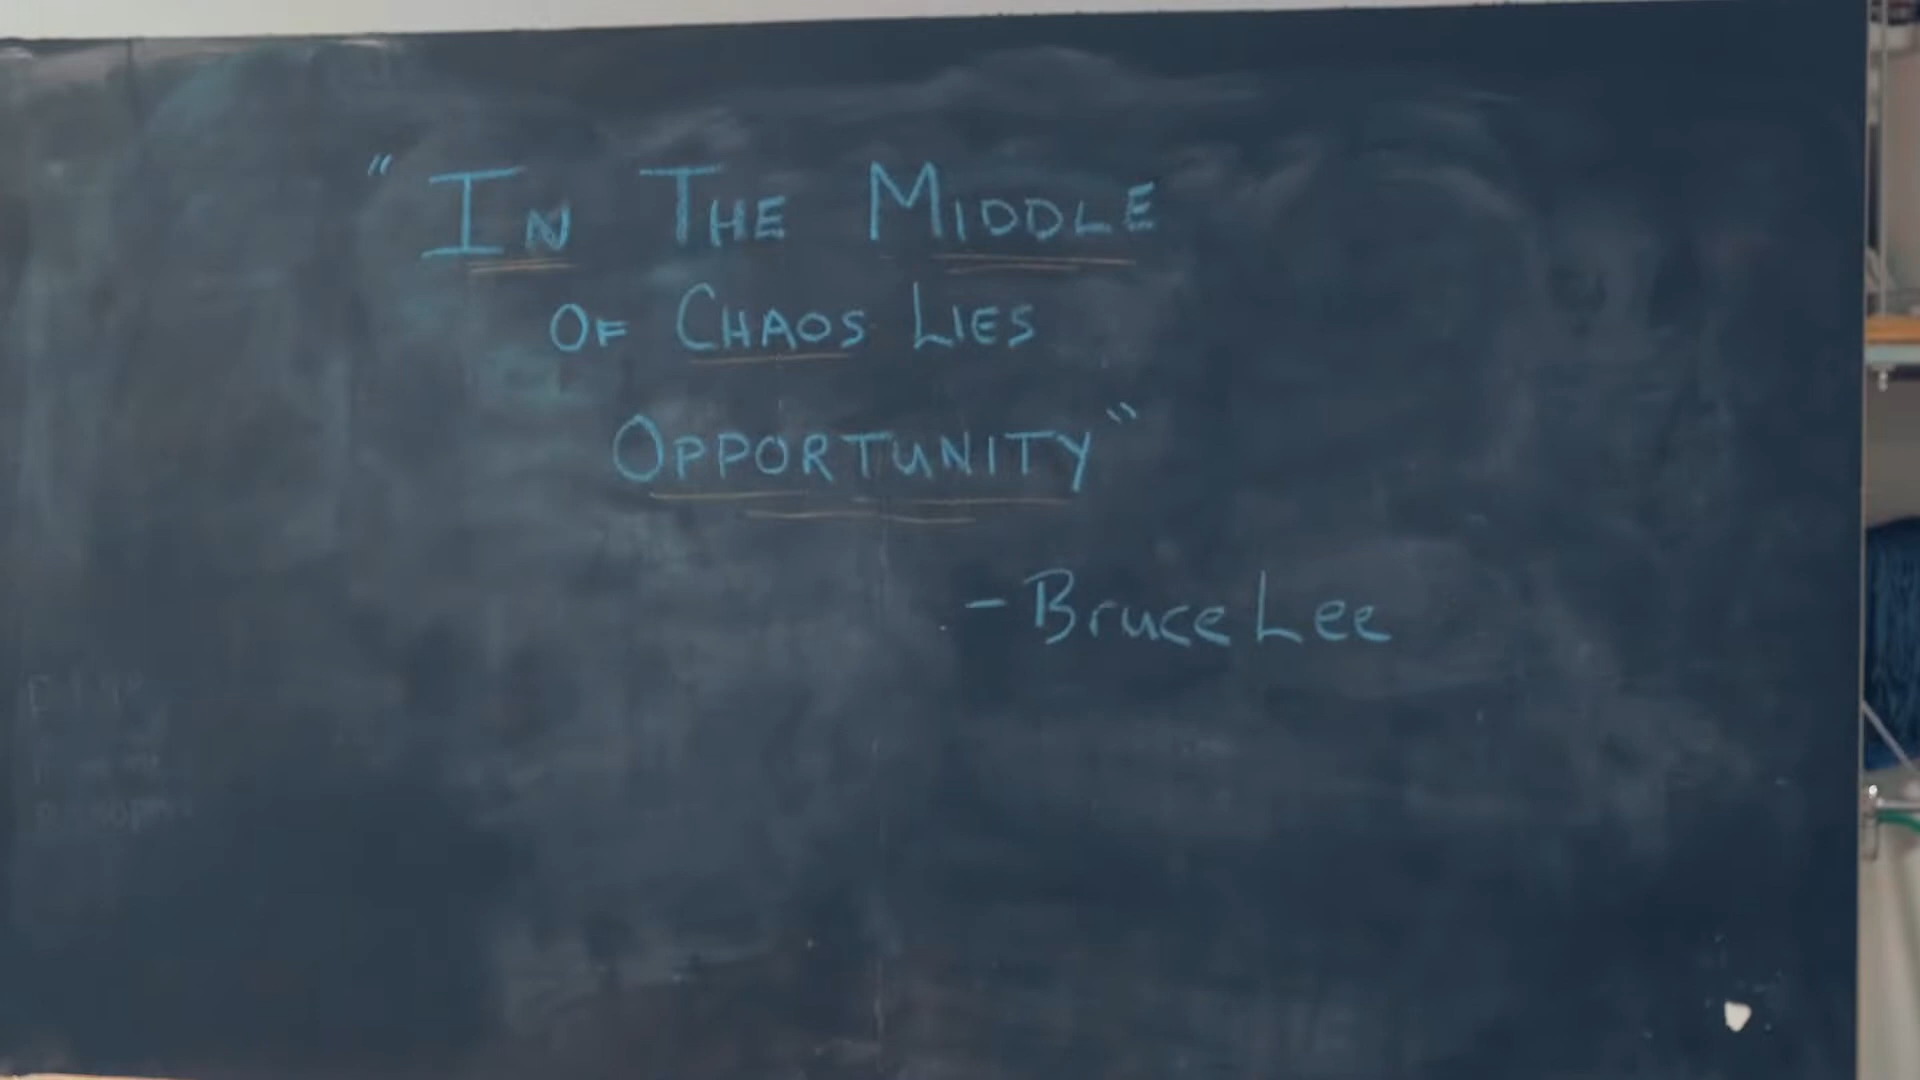 "In The Middle
of Chaos Lies
Opportunity"
- Bruce Lee